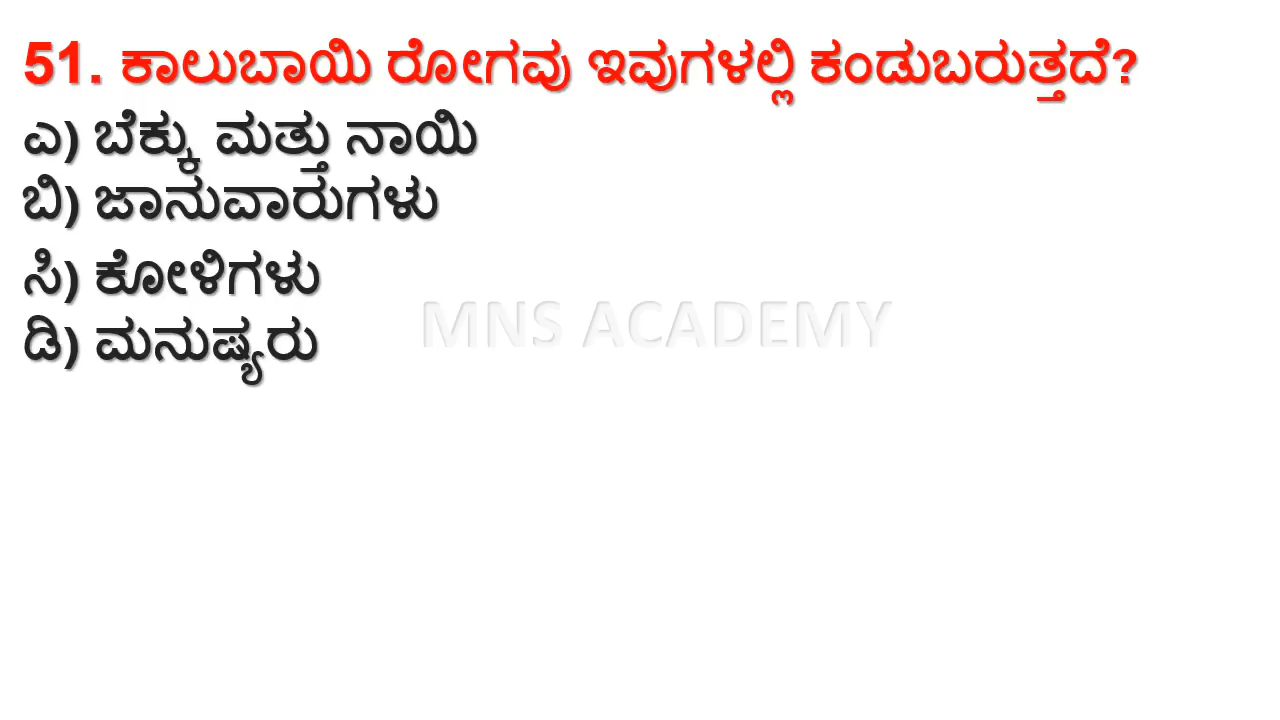 51. ಕಾಲುಬಾಯಿ ರೋಗವು ಇವುಗಳಲ್ಲಿ ಕಂಡುಬರುತ್ತದೆ?
ಎ) ಬೆಕ್ಕು ಮತ್ತು ನಾಯಿ
ಬಿ) ಜಾನುವಾರುಗಳು
ಸಿ) ಕೋಳಿಗಳು
MNS ACADEMY
ಡಿ) ಮನುಷ್ಯರು